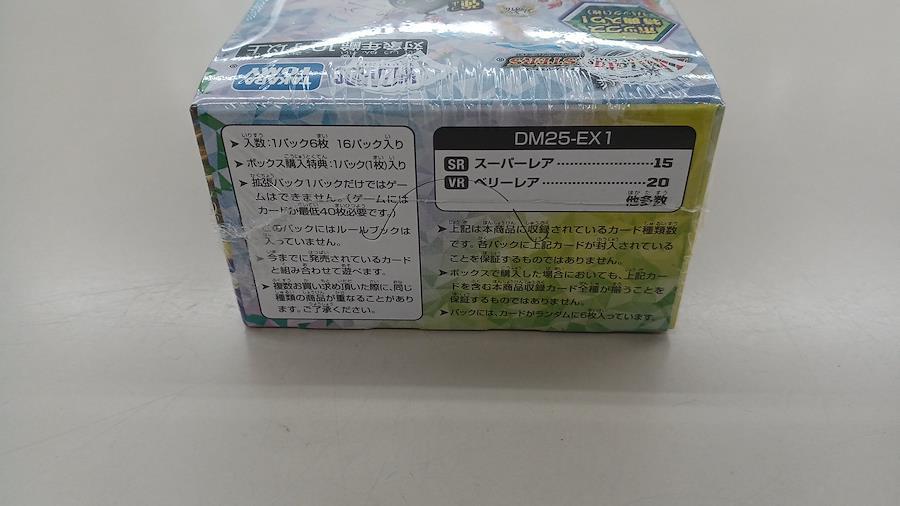 ボックス
特典入り!
対象年齢10才以上
TAKARA TOMY
➤ 入数:1パック6枚 16パック入り
➤ ボックス購入特典:1パック(1枚)入り
➤ 拡張パック1パックだけではゲー
ムはできません。(ゲームには
カードが最低40枚必要です。)
このパックにはルールブックは
入っていません。
➤ 今までに発売されているカード
と組み合わせて遊べます。
➤ 複数お買い求め頂いた際に、同じ
種類の商品が重なることがあり
ます。ご了承ください。
DM25-EX1
SR スーパーレア 15
VR ベリーレア 20
他多数
➤ 上記は本商品に収録されているカード種類数
です。各パックに上記カードが封入されている
ことを保証するものではありません。
➤ ボックスで購入した場合においても、上記カー
ドを含む本商品収録カード全種が揃うことを
保証するものではありません。
➤ パックには、カードがランダムに6枚入っています。